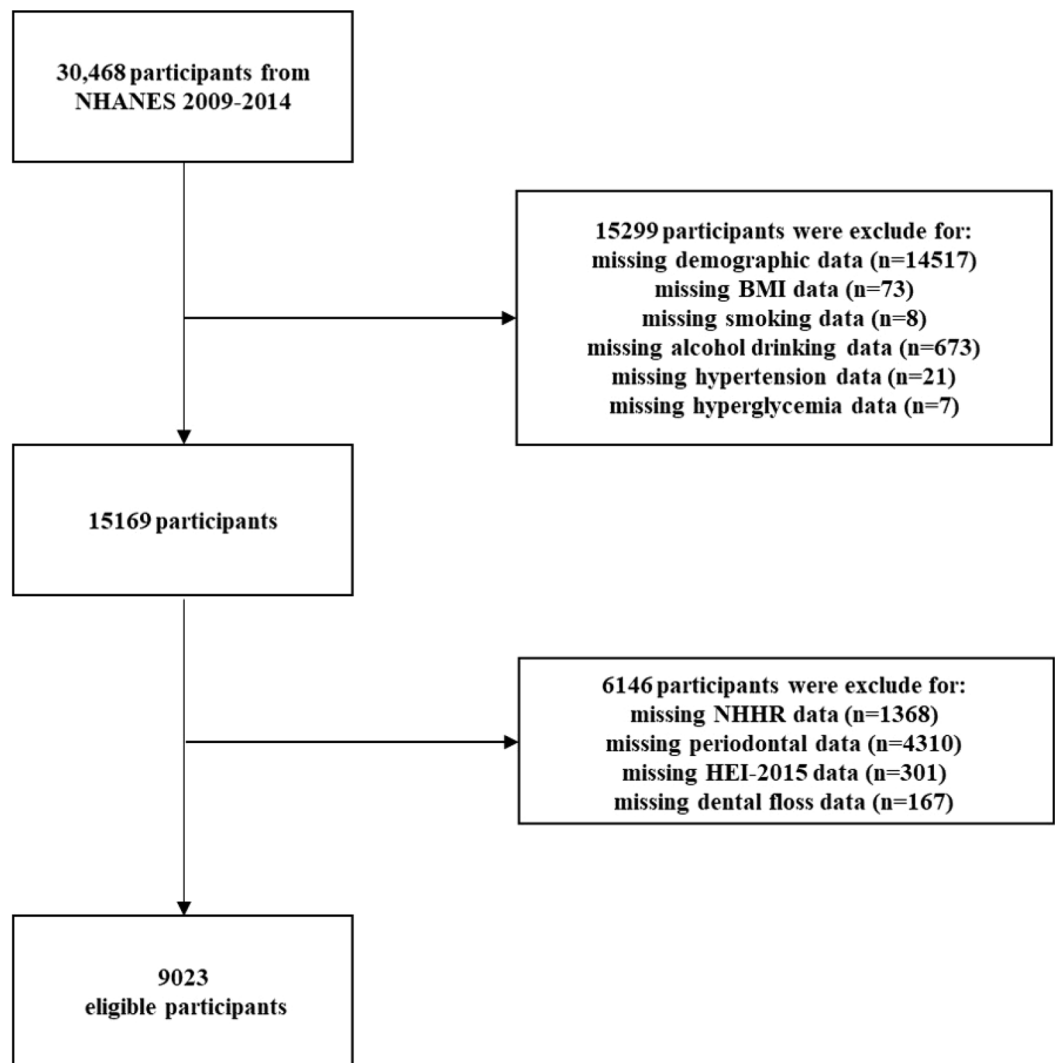 30,468 participants from
NHANES 2009-2014
15299 participants were exclude for:
missing demographic data (n=14517)
missing BMI data (n=73)
missing smoking data (n=8)
missing alcohol drinking data (n=673)
missing hypertension data (n=21)
missing hyperglycemia data (n=7)
15169 participants
6146 participants were exclude for:
missing NHHR data (n=1368)
missing periodontal data (n=4310)
missing HEI-2015 data (n=301)
missing dental floss data (n=167)
9023
eligible participants